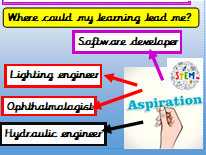 Where could my learning lead me?
Software developer
Lighting engineer
STEM
Aspiration
Ophthalmologist
Hydraulic engineer